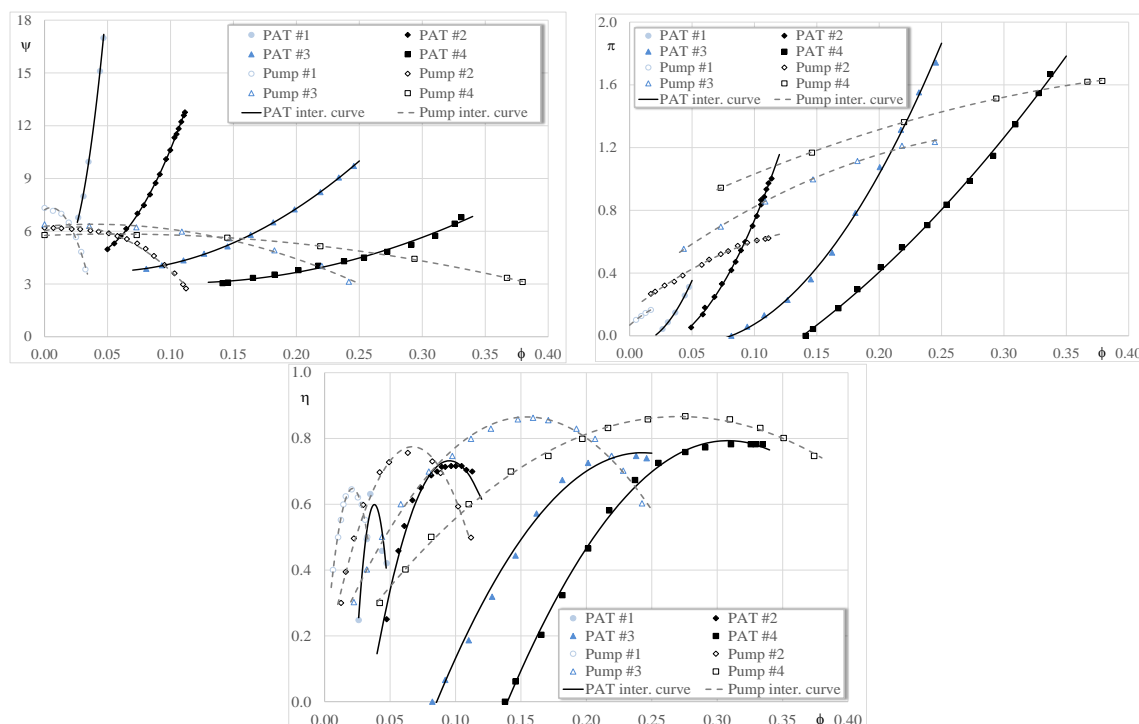 18
15
12
9
6
3
0
ψ
0.00 0.05 0.10 0.15 0.20 0.25 0.30 0.35 0.40
ϕ
PAT #1 PAT #2
PAT #3 PAT #4
Pump #1 Pump #2
Pump #3 Pump #4
PAT inter. curve Pump inter. curve
2.0
1.6
1.2
0.8
0.4
0.0
π
0.00 0.05 0.10 0.15 0.20 0.25 0.30 0.35 0.40
ϕ
PAT #1 PAT #2
PAT #3 PAT #4
Pump #1 Pump #2
Pump #3 Pump #4
PAT inter. curve Pump inter. curve
1.0
0.8
0.6
0.4
0.2
0.0
η
0.00 0.05 0.10 0.15 0.20 0.25 0.30 0.35 0.40
ϕ
PAT #1 PAT #2
PAT #3 PAT #4
Pump #1 Pump #2
Pump #3 Pump #4
PAT inter. curve Pump inter. curve